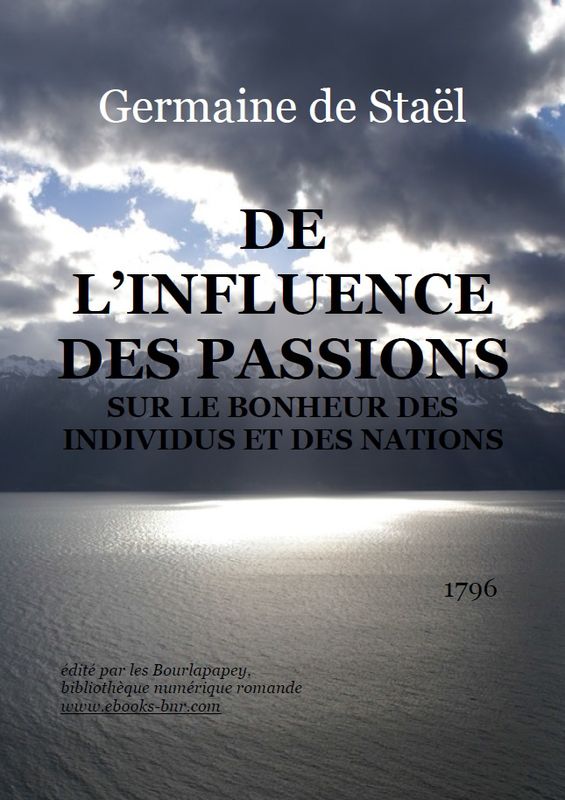 Germaine de Staël
DE
L’INFLUENCE
DES PASSIONS
SUR LE BONHEUR DES
INDIVIDUS ET DES NATIONS
1796
édité par les Bourlapapey,
bibliothèque numérique romande
www.ebooks-bnr.com